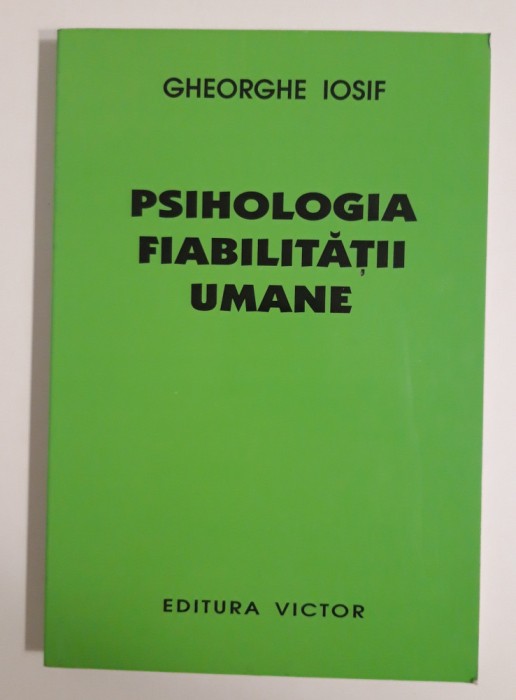 GHEORGHE IOSIF
PSIHOLOGIA
FIABILITĂȚII
UMANE
EDITURA VICTOR